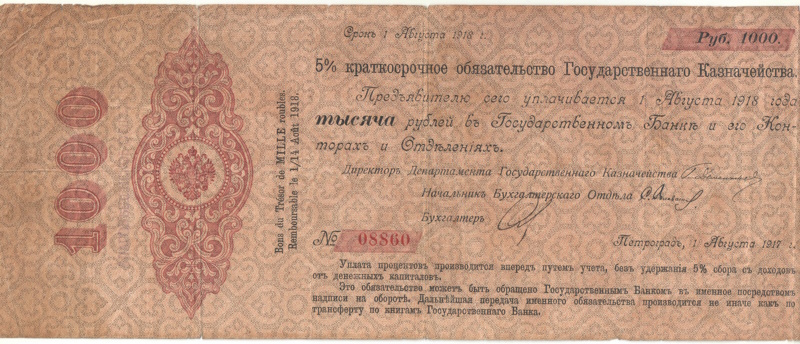 Срокъ 1 Августа 1918 г.
Руб. 1000.
5% краткосрочное обязательство Государственнаго Казначейства.
Предъявителю сего уплачивается 1 Августа 1918 года
тысяча рублей въ Государственномъ Банкѣ и его Кон-
торахъ и Отдѣленіяхъ.
Директоръ Департамента Государственнаго Казначейства
Начальникъ Бухгалтерскаго Отдѣла
Бухгалтеръ
№ 08860
Петроградъ, 1 Августа 1917 г.
Уплата процентовъ производится впередъ путемъ учета, безъ удержанія 5% сбора съ доходовъ
отъ денежныхъ капиталовъ.
Это обязательство можетъ быть обращено Государственнымъ Банкомъ въ именное посредствомъ
надписи на оборотѣ. Дальнѣйшая передача именного обязательства производится не иначе какъ по
трансферту по книгамъ Государственнаго Банка.
Bons du Trésor de MILLE roubles.
Remboursable le 1/14 Août 1918.
1000